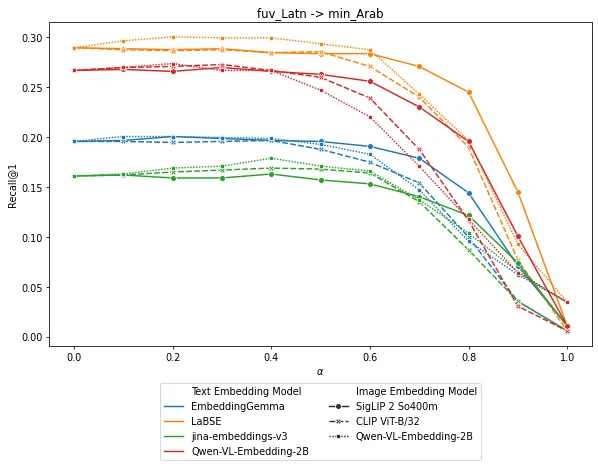 fuv_Latn -> min_Arab
Recall@1
0.30
0.25
0.20
0.15
0.10
0.05
0.00
0.0 0.2 0.4 0.6 0.8 1.0
α
Text Embedding Model Image Embedding Model
EmbeddingGemma SigLIP 2 So400m
LaBSE CLIP ViT-B/32
jina-embeddings-v3 Qwen-VL-Embedding-2B
Qwen-VL-Embedding-2B